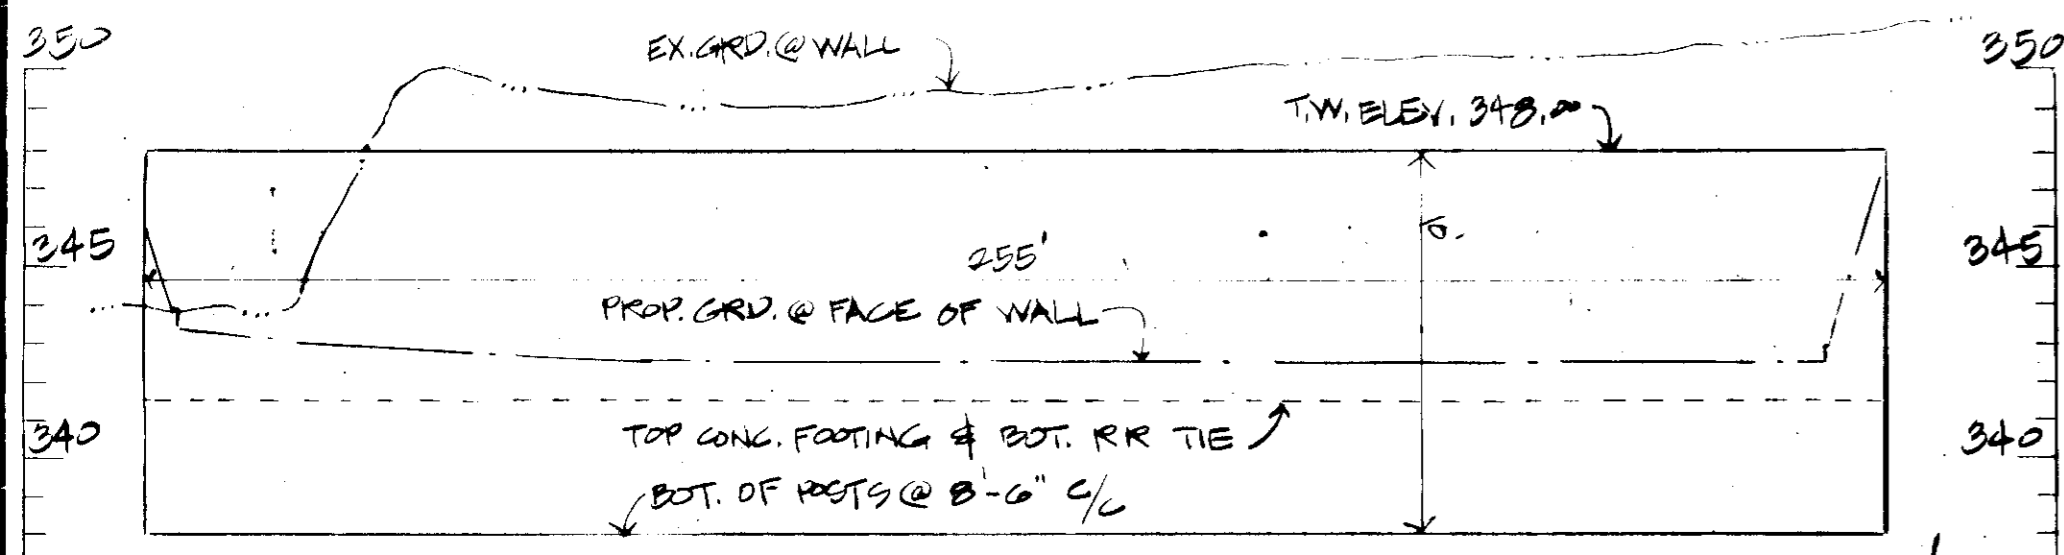 350
EX.GRD.@ WALL
350
T.W. ELEV. 348.00
345
255'
345
PROP. GRD. @ FACE OF WALL
340
TOP CONC. FOOTING & BOT. RR TIE
340
BOT. OF POSTS @ 8'-6" C/C